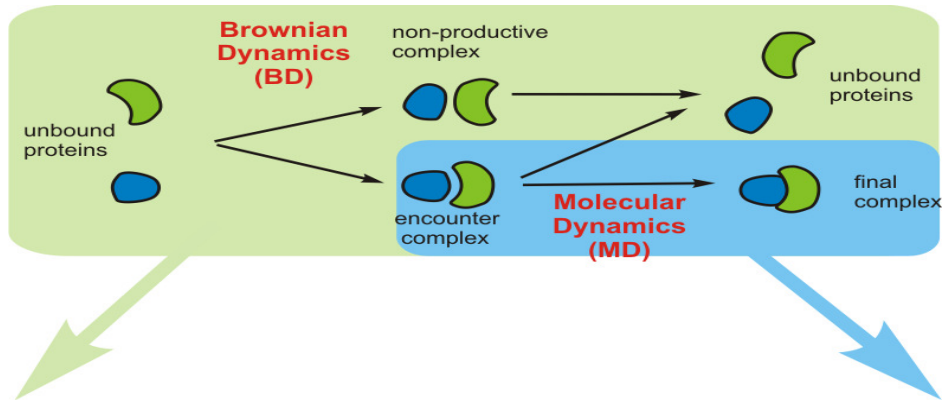 Brownian
Dynamics
(BD)
non-productive
complex
unbound
proteins
unbound
proteins
encounter
complex
Molecular
Dynamics
(MD)
final
complex